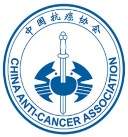 中国抗癌协会
CHINA ANTI-CANCER ASSOCIATION